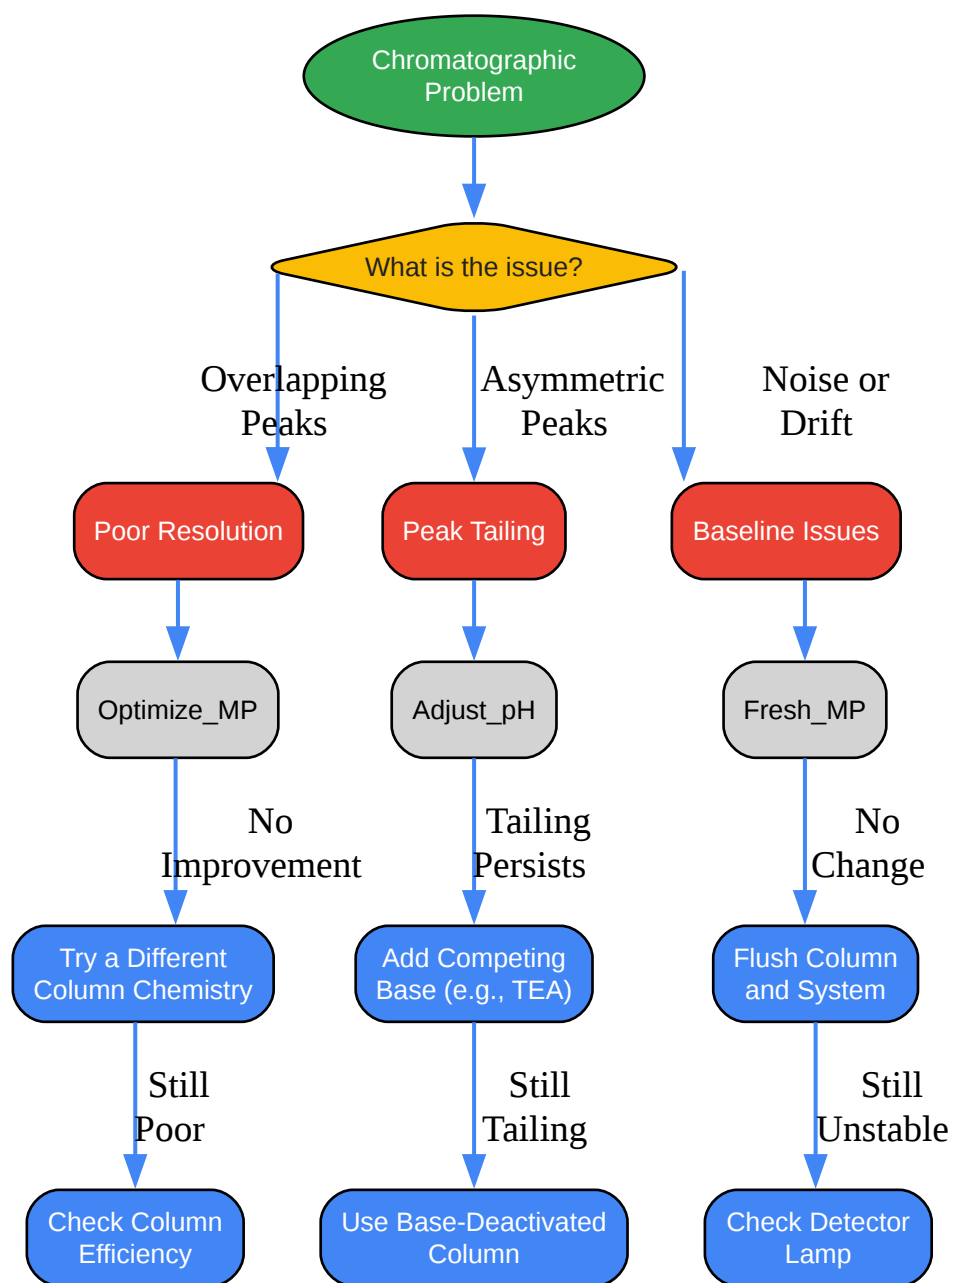 Chromatographic
Problem
What is the issue?
Overlapping
Peaks
Asymmetric
Peaks
Noise or
Drift
Poor Resolution
Peak Tailing
Baseline Issues
Optimize_MP
Adjust_pH
Fresh_MP
No
Improvement
Tailing
Persists
No
Change
Try a Different
Column Chemistry
Add Competing
Base (e.g., TEA)
Flush Column
and System
Still
Poor
Still
Tailing
Still
Unstable
Check Column
Efficiency
Use Base-Deactivated
Column
Check Detector
Lamp